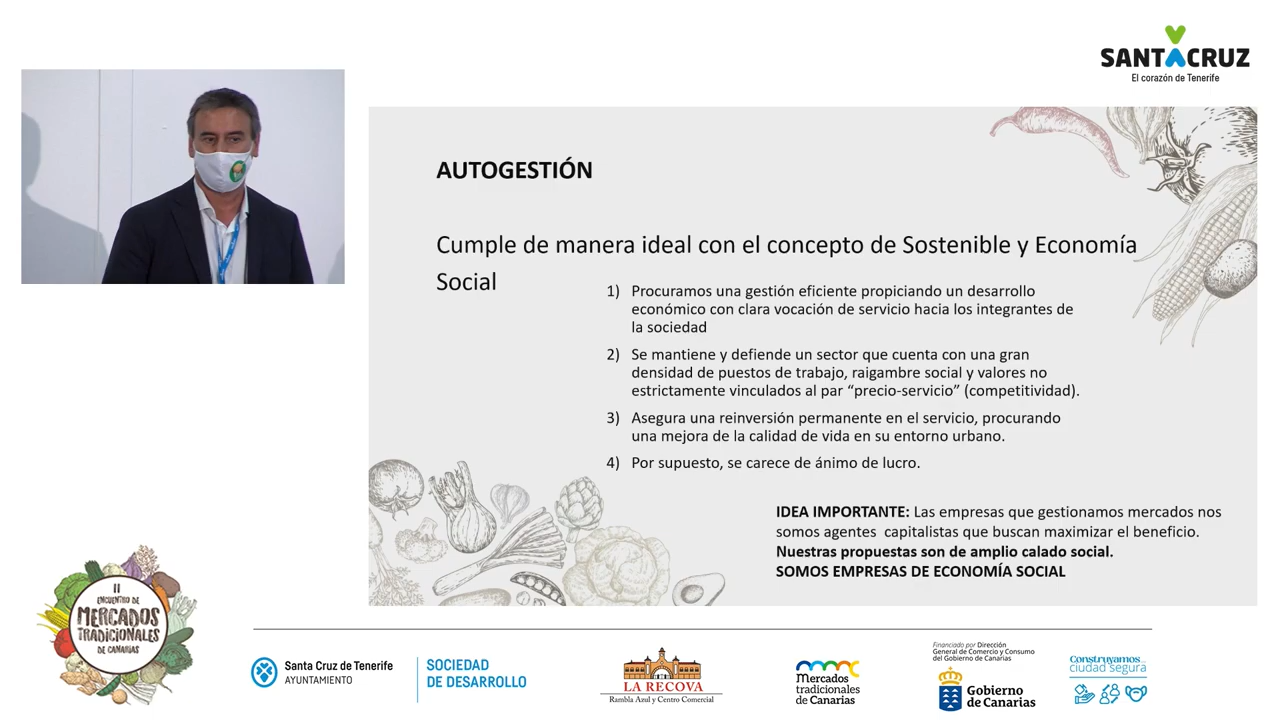 SANTACRUZ
El corazón de Tenerife
AUTOGESTIÓN
Cumple de manera ideal con el concepto de Sostenible y Economía
Social
1) Procuramos una gestión eficiente propiciando un desarrollo
económico con clara vocación de servicio hacia los integrantes de
la sociedad
2) Se mantiene y defiende un sector que cuenta con una gran
densidad de puestos de trabajo, raigambre social y valores no
estrictamente vinculados al par “precio-servicio” (competitividad).
3) Asegura una reinversión permanente en el servicio, procurando
una mejora de la calidad de vida en su entorno urbano.
4) Por supuesto, se carece de ánimo de lucro.
IDEA IMPORTANTE: Las empresas que gestionamos mercados nos
somos agentes capitalistas que buscan maximizar el beneficio.
Nuestras propuestas son de amplio calado social.
SOMOS EMPRESAS DE ECONOMÍA SOCIAL
II
ENCUENTRO DE
MERCADOS
TRADICIONALES
DE CANARIAS
Santa Cruz de Tenerife
AYUNTAMIENTO
SOCIEDAD
DE DESARROLLO
LA RECOVA
Rambla Azul y Centro Comercial
Mercados
tradicionales
de Canarias
Financiado por Dirección
General de Comercio y Consumo
del Gobierno de Canarias
Gobierno
de Canarias
Construyamos...
ciudad segura